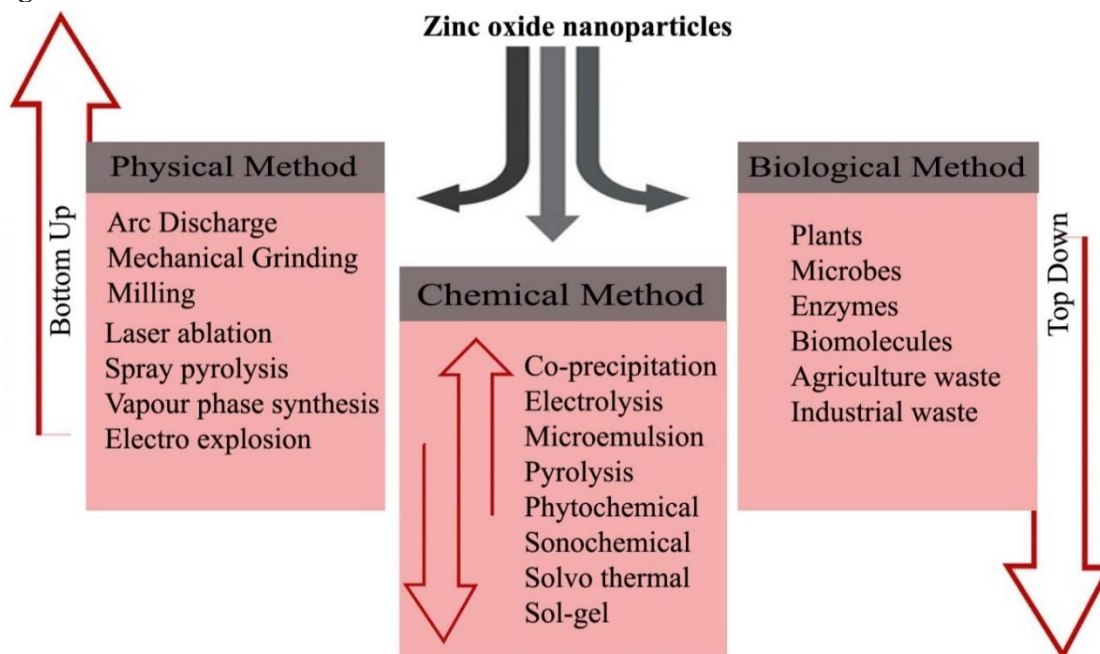 Zinc oxide nanoparticles
Bottom Up
Physical Method
Arc Discharge
Mechanical Grinding
Milling
Laser ablation
Spray pyrolysis
Vapour phase synthesis
Electro explosion
Chemical Method
Co-precipitation
Electrolysis
Microemulsion
Pyrolysis
Phytochemical
Sonochemical
Solvo thermal
Sol-gel
Biological Method
Plants
Microbes
Enzymes
Biomolecules
Agriculture waste
Industrial waste
Top Down